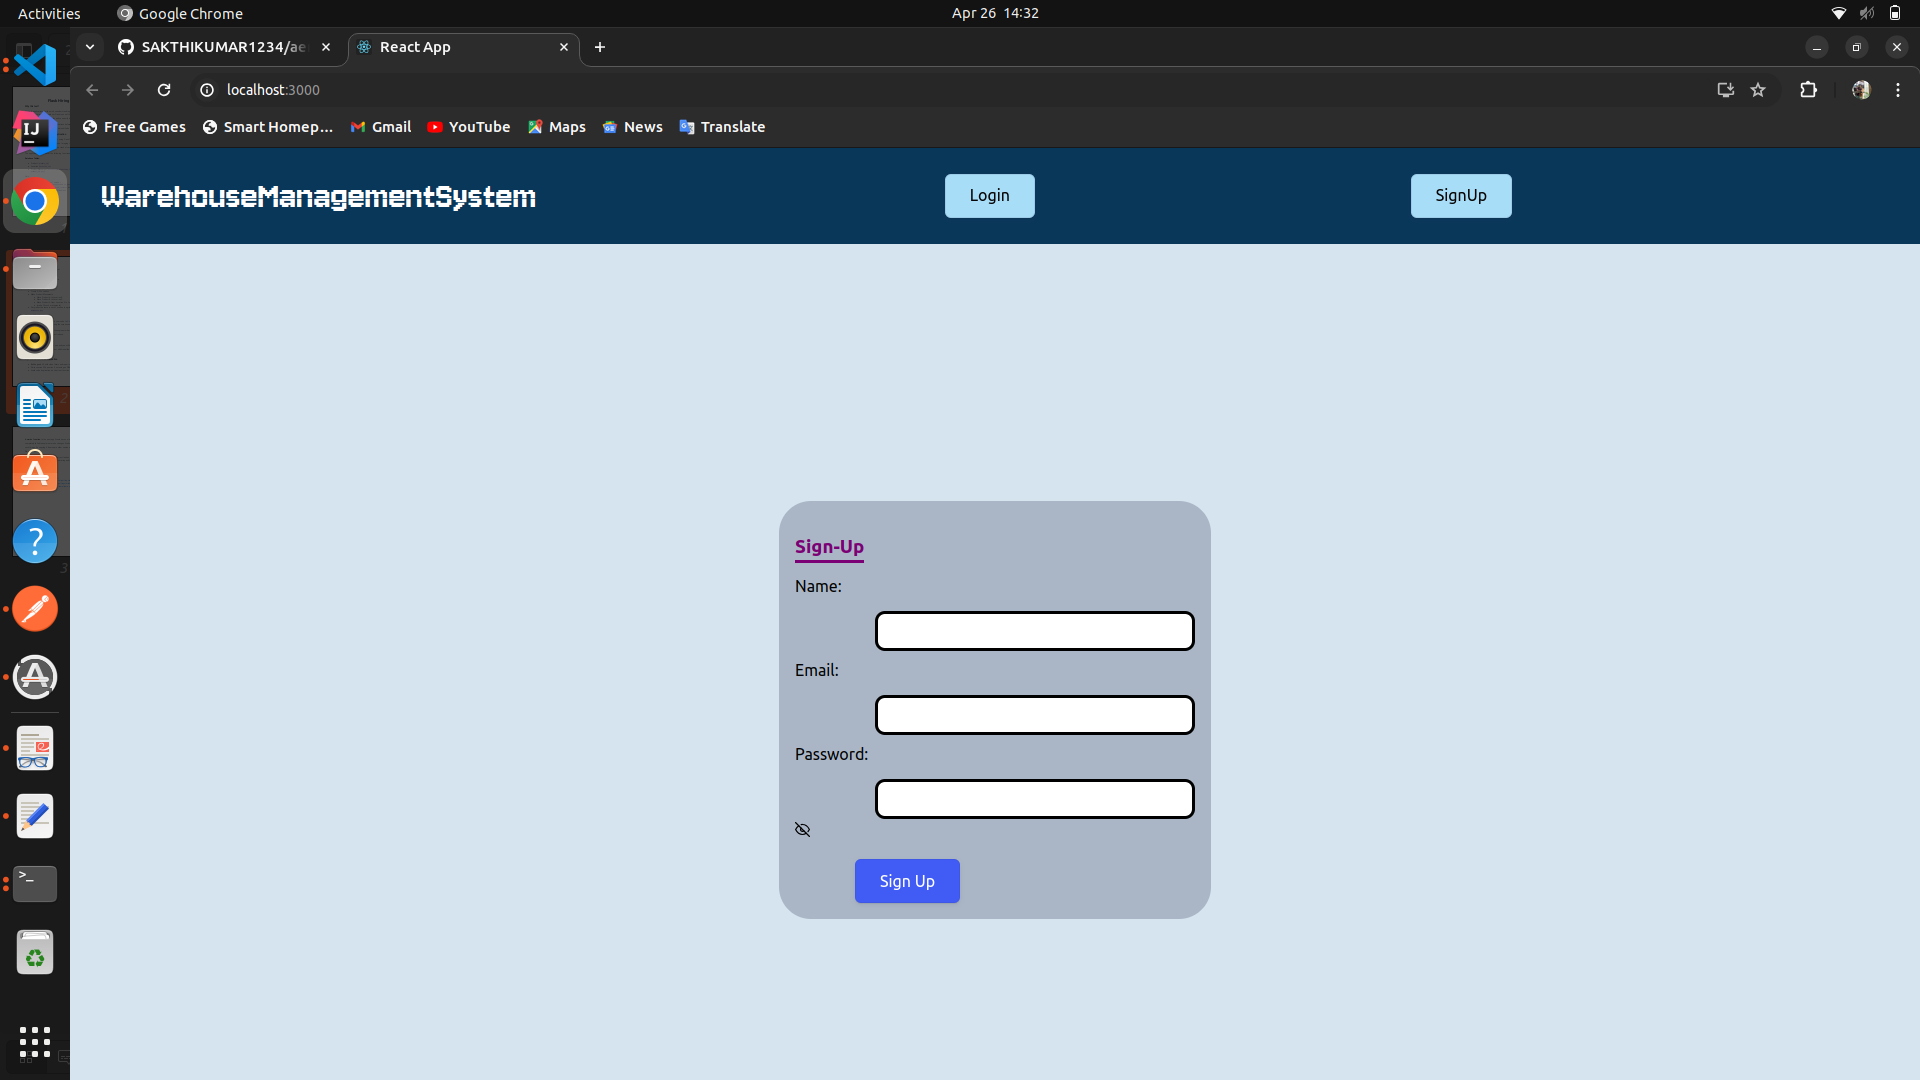 Activities
Google Chrome
Apr 26 14:32
SAKTHIKUMAR1234/ae
React App
localhost:3000
Free Games
Smart Homep...
Gmail
YouTube
Maps
News
Translate
WarehouseManagementSystem
Login
SignUp
Sign-Up
Name:
Email:
Password:
Sign Up